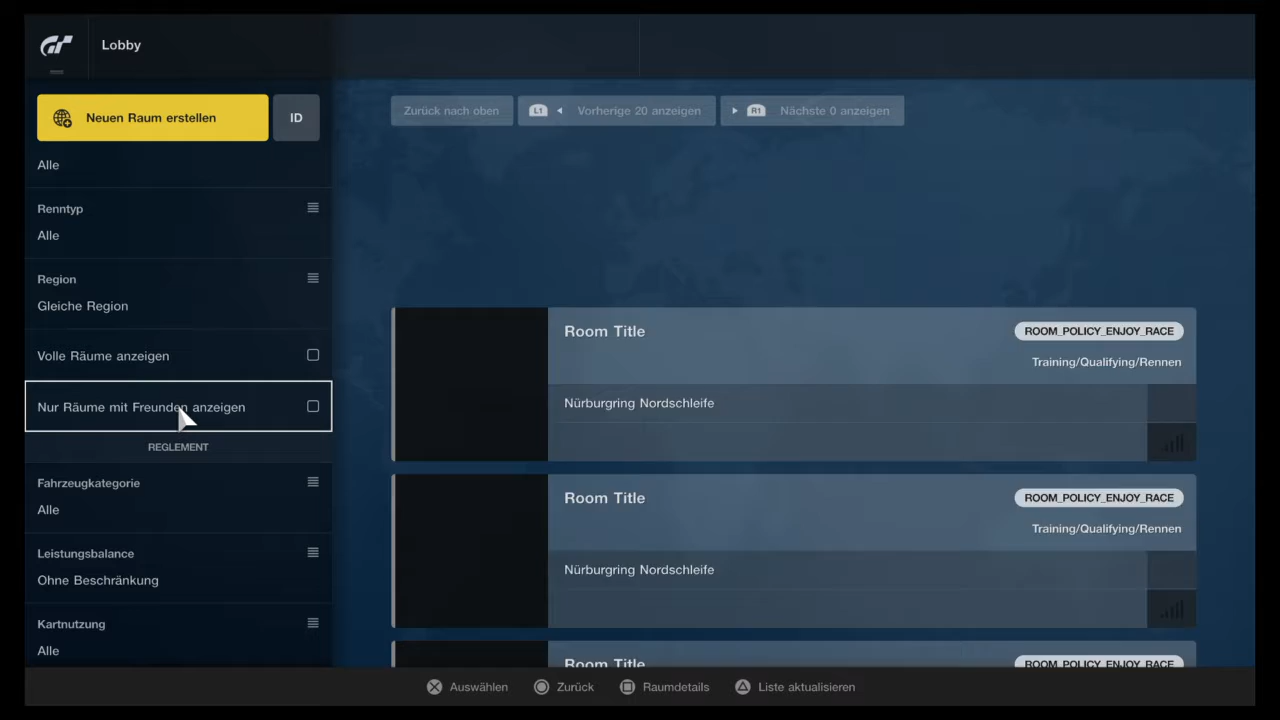 GT
Lobby
Neuen Raum erstellen
ID
Alle
Renntyp
Alle
Region
Gleiche Region
Volle Räume anzeigen
Nur Räume mit Freunden anzeigen
REGLEMENT
Fahrzeugkategorie
Alle
Leistungsbalance
Ohne Beschränkung
Kartnutzung
Alle
Zurück nach oben
L1 Vorherige 20 anzeigen
R1 Nächste 0 anzeigen
Room Title
ROOM_POLICY_ENJOY_RACE
Training/Qualifying/Rennen
Nürburgring Nordschleife
Room Title
ROOM_POLICY_ENJOY_RACE
Training/Qualifying/Rennen
Nürburgring Nordschleife
Room Title
ROOM_POLICY_ENJOY_RACE
Auswählen
Zurück
Raumdetails
Liste aktualisieren